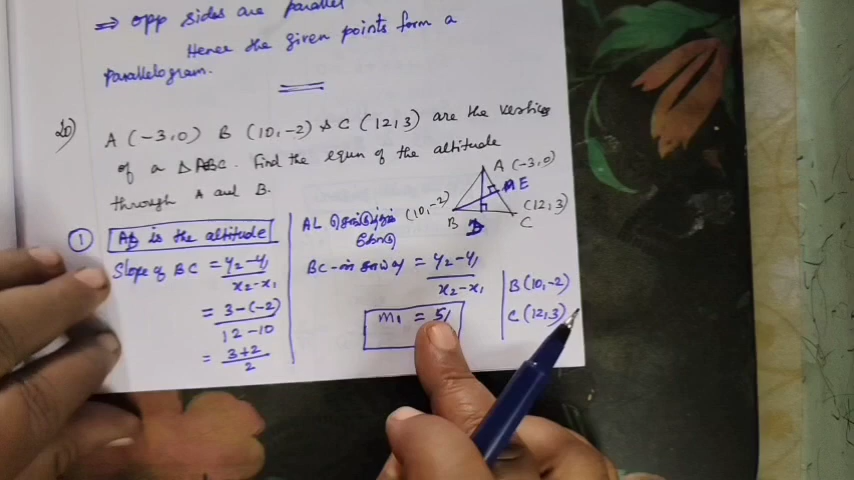 ⇒ opp sides are parallel
Hence the given points form a
parallelogram.
20) A (-3,0) B (10,-2) & C (12,3) are the vertices
of a ΔABC. Find the equn of the altitude
through A and B.
A (-3,0)
E
(10,-2)
B
D
(12,3)
C
① AD is the altitude
Slope of BC = y₂-y₁ / x₂-x₁
= 3-(-2) / 12-10
= 3+2 / 2
AL
BC-ன் சாய்வு = y₂-y₁ / x₂-x₁
m₁ = 5/
B (10,-2)
C (12,3)